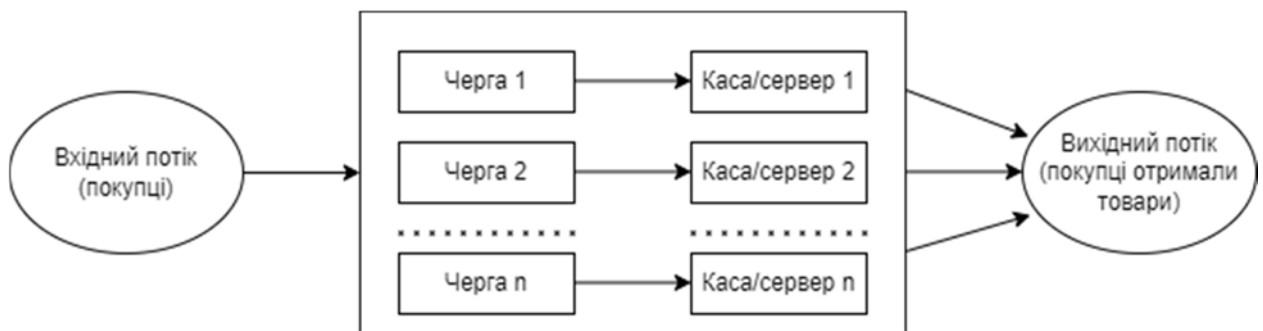 Вхідний потік
(покупці)
Черга 1
Каса/сервер 1
Черга 2
Каса/сервер 2
Черга n
Каса/сервер n
Вихідний потік
(покупці отримали
товари)